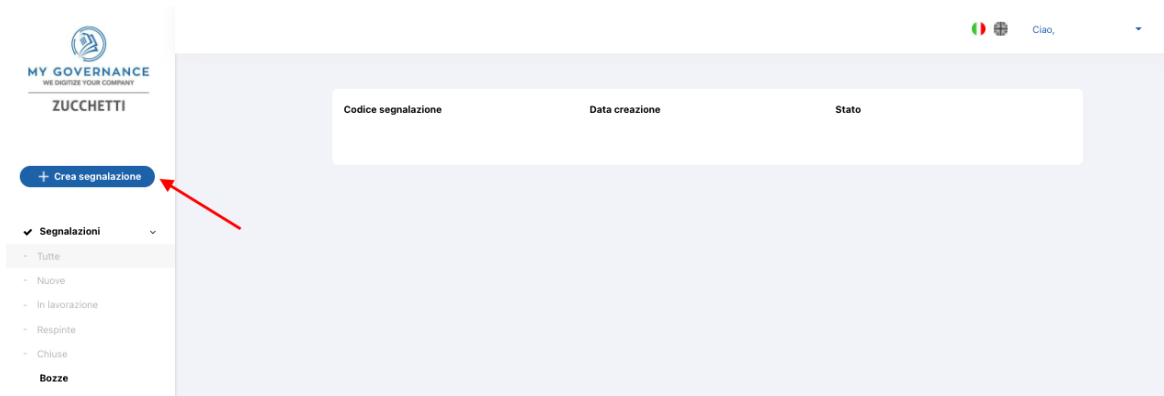 MY GOVERNANCE
WE DIGITIZE YOUR COMPANY
ZUCCHETTI
Ciao,
Codice segnalazione Data creazione Stato
+ Crea segnalazione
Segnalazioni
- Tutte
- Nuove
- In lavorazione
- Respinte
- Chiuse
Bozze